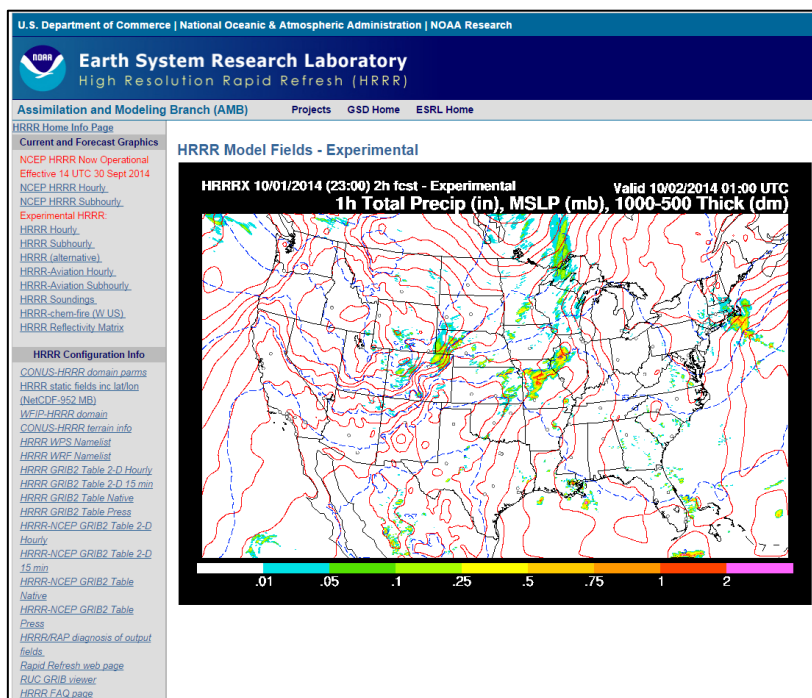 U.S. Department of Commerce | National Oceanic & Atmospheric Administration | NOAA Research
NOAA
Earth System Research Laboratory
High Resolution Rapid Refresh (HRRR)
Assimilation and Modeling Branch (AMB)
Projects GSD Home ESRL Home
HRRR Home Info Page
Current and Forecast Graphics
NCEP HRRR Now Operational
Effective 14 UTC 30 Sept 2014
NCEP HRRR Hourly
NCEP HRRR Subhourly
Experimental HRRR:
HRRR Hourly
HRRR Subhourly
HRRR (alternative)
HRRR-Aviation Hourly
HRRR-Aviation Subhourly
HRRR Soundings
HRRR-chem-fire (W US)
HRRR Reflectivity Matrix
HRRR Configuration Info
CONUS-HRRR domain parms
HRRR static fields inc lat/lon
(NetCDF-952 MB)
WFIP-HRRR domain
CONUS-HRRR terrain info
HRRR WPS Namelist
HRRR WRF Namelist
HRRR GRIB2 Table 2-D Hourly
HRRR GRIB2 Table 2-D 15 min
HRRR GRIB2 Table Native
HRRR GRIB2 Table Press
HRRR-NCEP GRIB2 Table 2-D
Hourly
HRRR-NCEP GRIB2 Table 2-D
15 min
HRRR-NCEP GRIB2 Table
Native
HRRR-NCEP GRIB2 Table
Press
HRRR/RAP diagnosis of output
fields
Rapid Refresh web page
RUC GRIB viewer
HRRR FAQ page
HRRR Model Fields - Experimental
HRRRX 10/01/2014 (23:00) 2h fcst - Experimental
Valid 10/02/2014 01:00 UTC
1h Total Precip (in), MSLP (mb), 1000-500 Thick (dm)
.01 .05 .1 .25 .5 .75 1 2